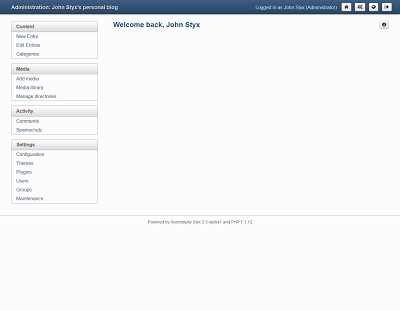 Administration: John Styx's personal blog
Logged in as John Styx (Administrator)
Content
New Entry
Edit Entries
Categories
Media
Add media
Media library
Manage directories
Activity
Comments
Spamschutz
Settings
Configuration
Themes
Plugins
Users
Groups
Maintenance
Welcome back, John Styx
Powered by Serendipity Styx 2.5-alpha1 and PHP 7.1.12